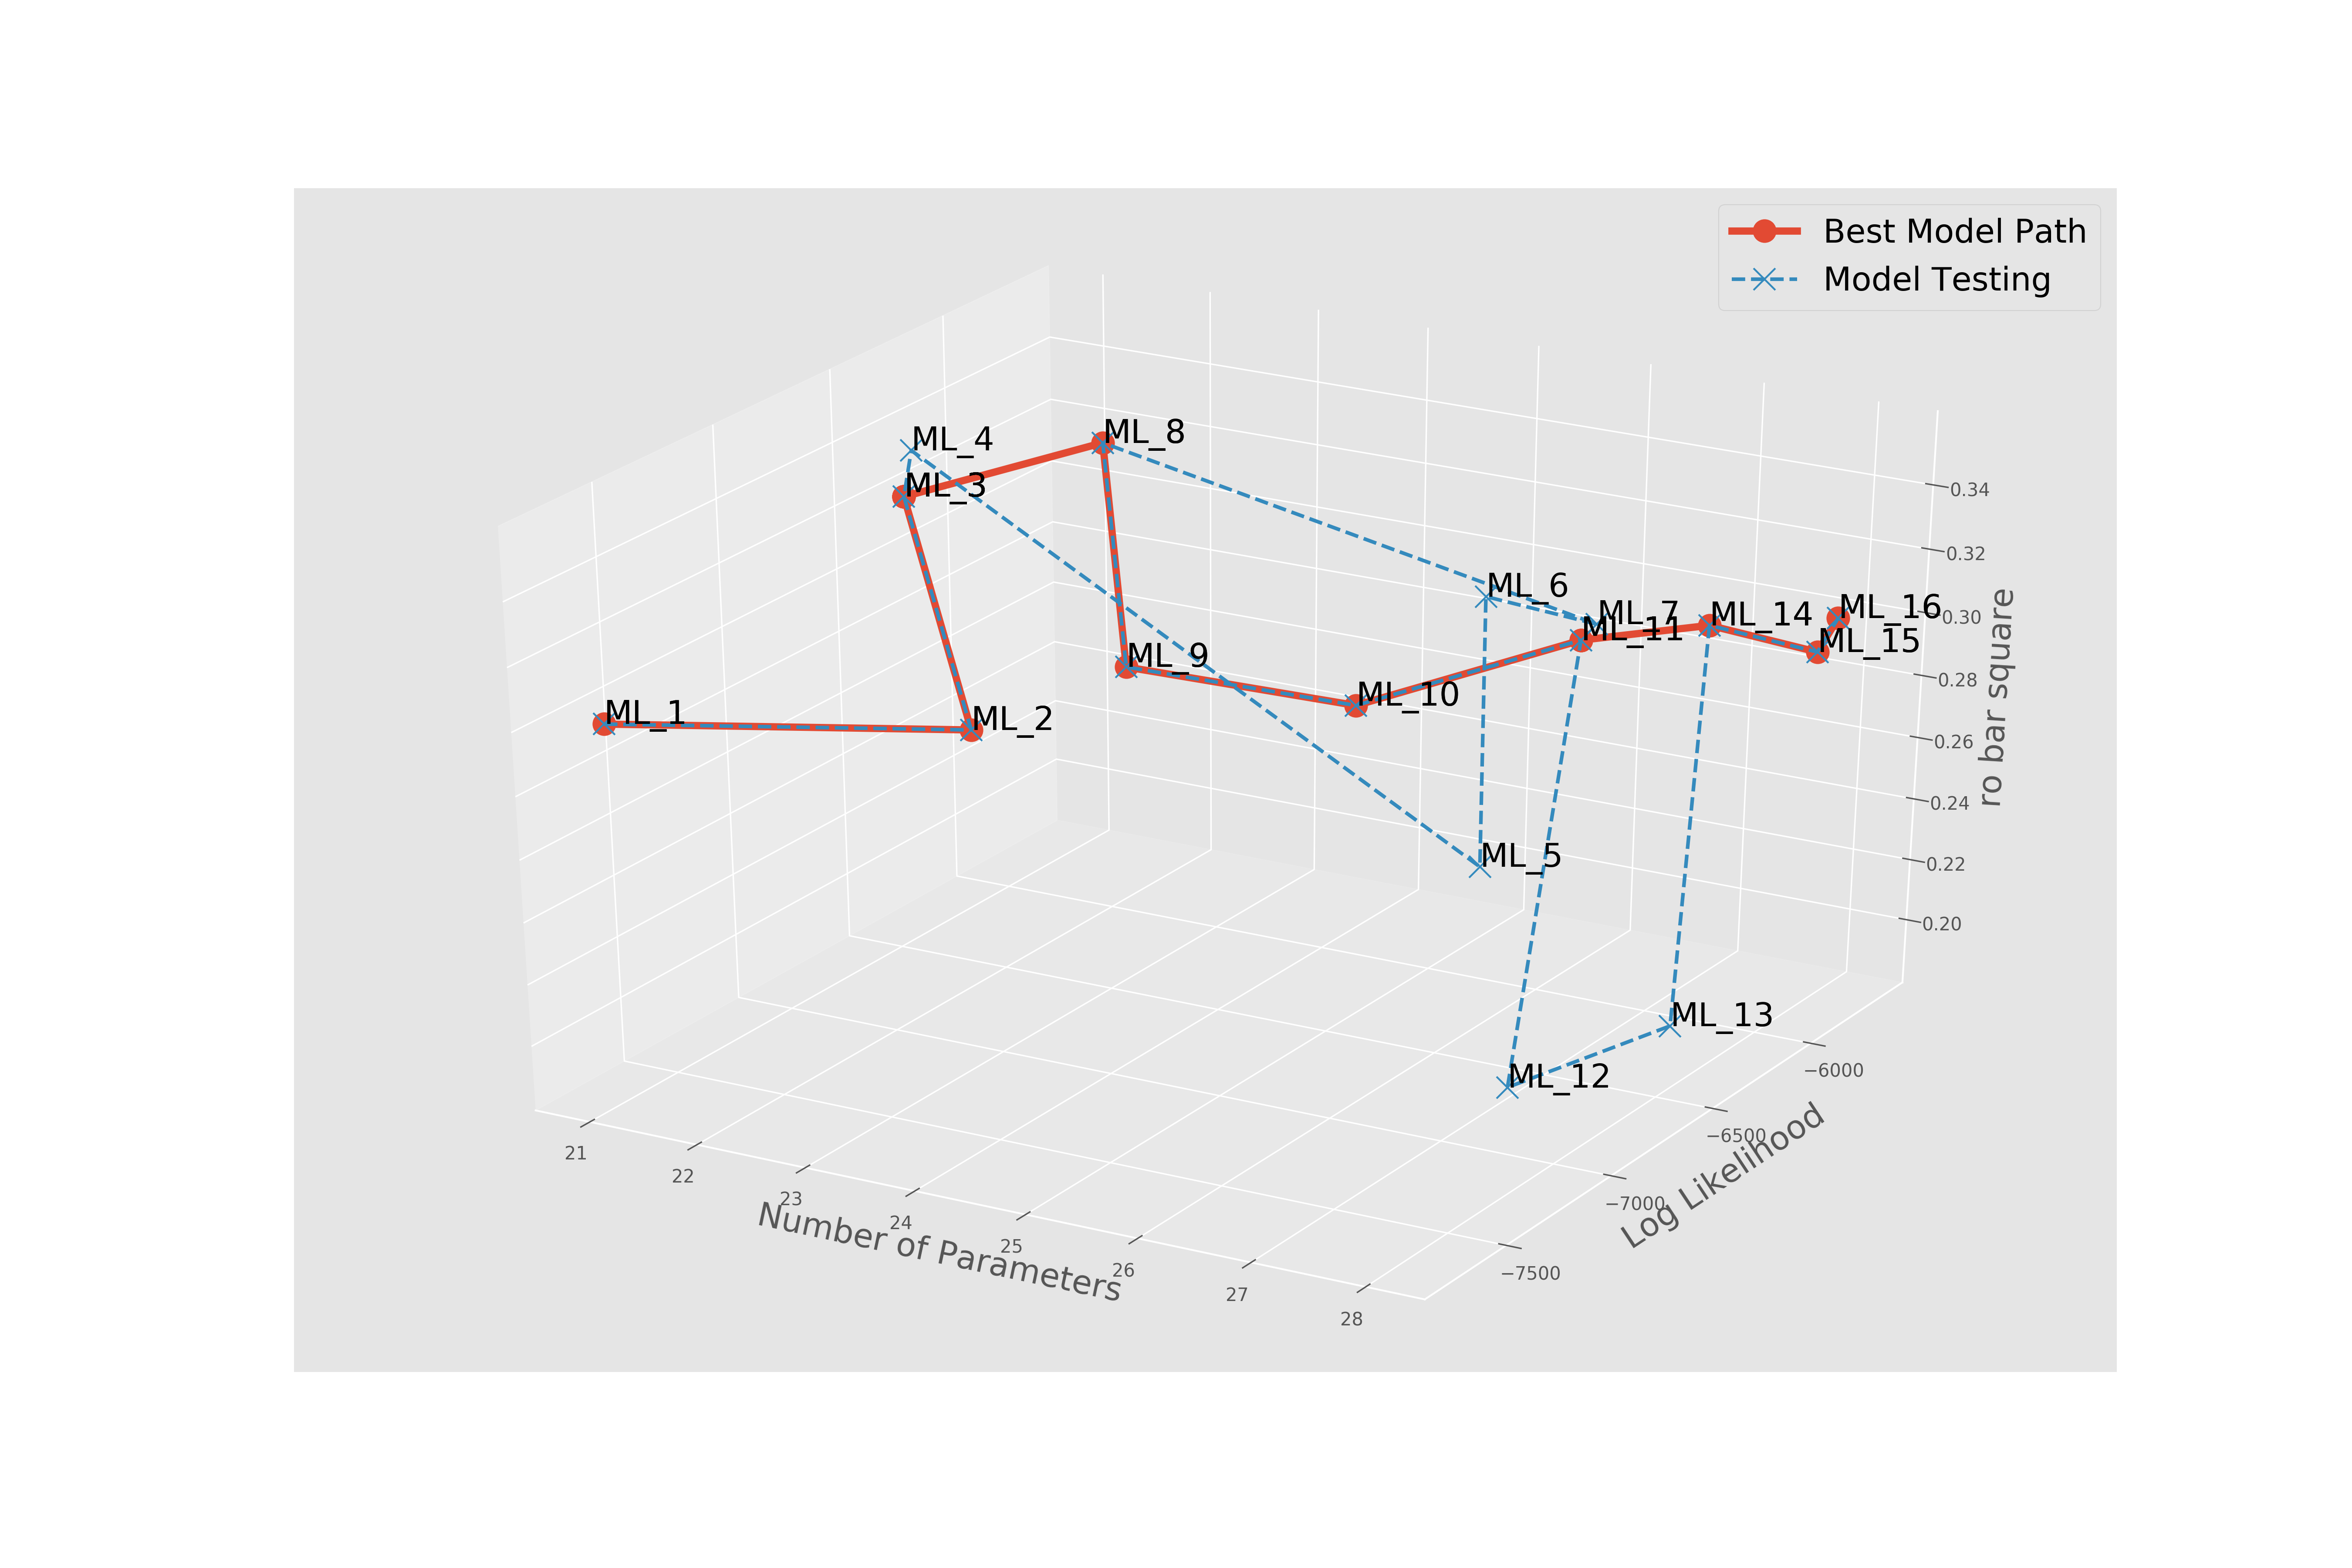 Best Model Path
Model Testing
ML_4
ML_8
ML_3
ML_6
ML_7
ML_14
ML_16
ML_11
ML_15
ML_9
ML_10
ML_1
ML_2
ML_5
ML_13
ML_12
0.34
0.32
0.30
0.28
0.26
0.24
0.22
0.20
ro bar square
−6000
−6500
−7000
−7500
Log Likelihood
21
22
23
24
25
26
27
28
Number of Parameters